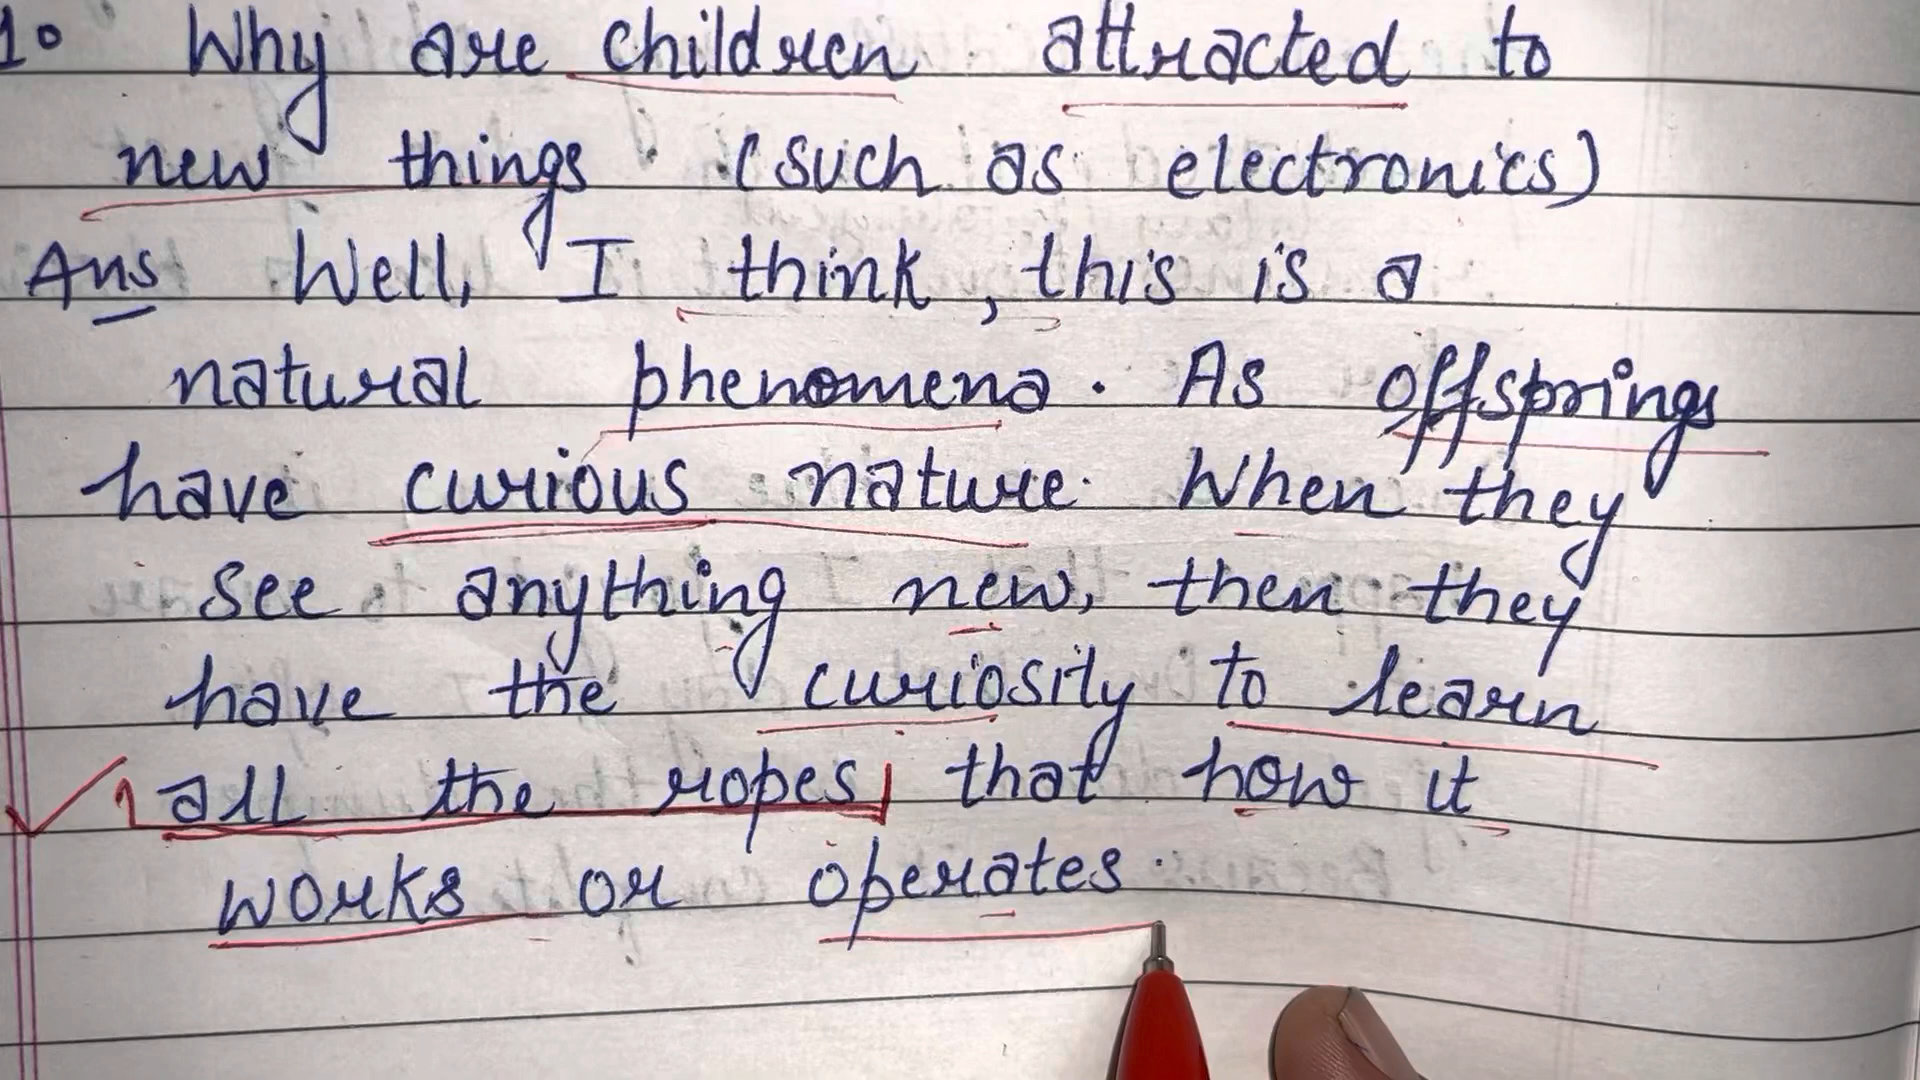 1. Why are children attracted to
new things (such as electronics)
Ans Well, I think, this is a
natural phenomena. As offsprings
have curious nature. When they
see anything new, then they
have the curiosity to learn
all the ropes, that how it
works or operates.